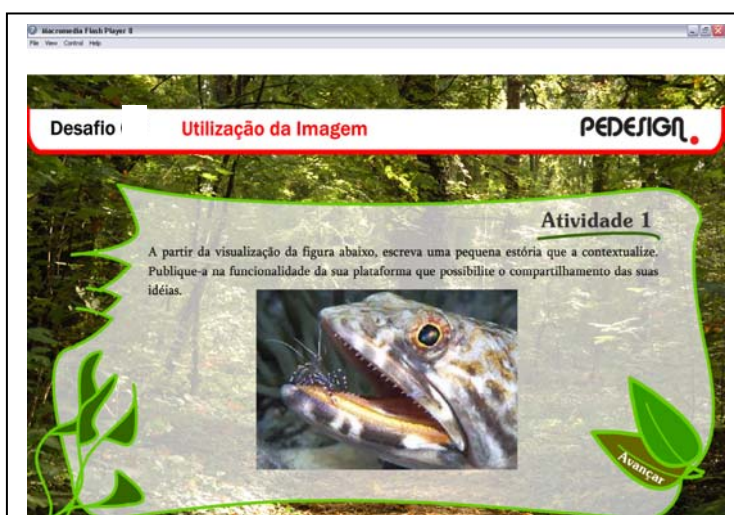 Macromedia Flash Player 8
File View Control Help
Desafio
Utilização da Imagem
PEDESIGN.
Atividade 1
A partir da visualização da figura abaixo, escreva uma pequena estória que a contextualize.
Publique-a na funcionalidade da sua plataforma que possibilite o compartilhamento das suas
idéias.
Avançar